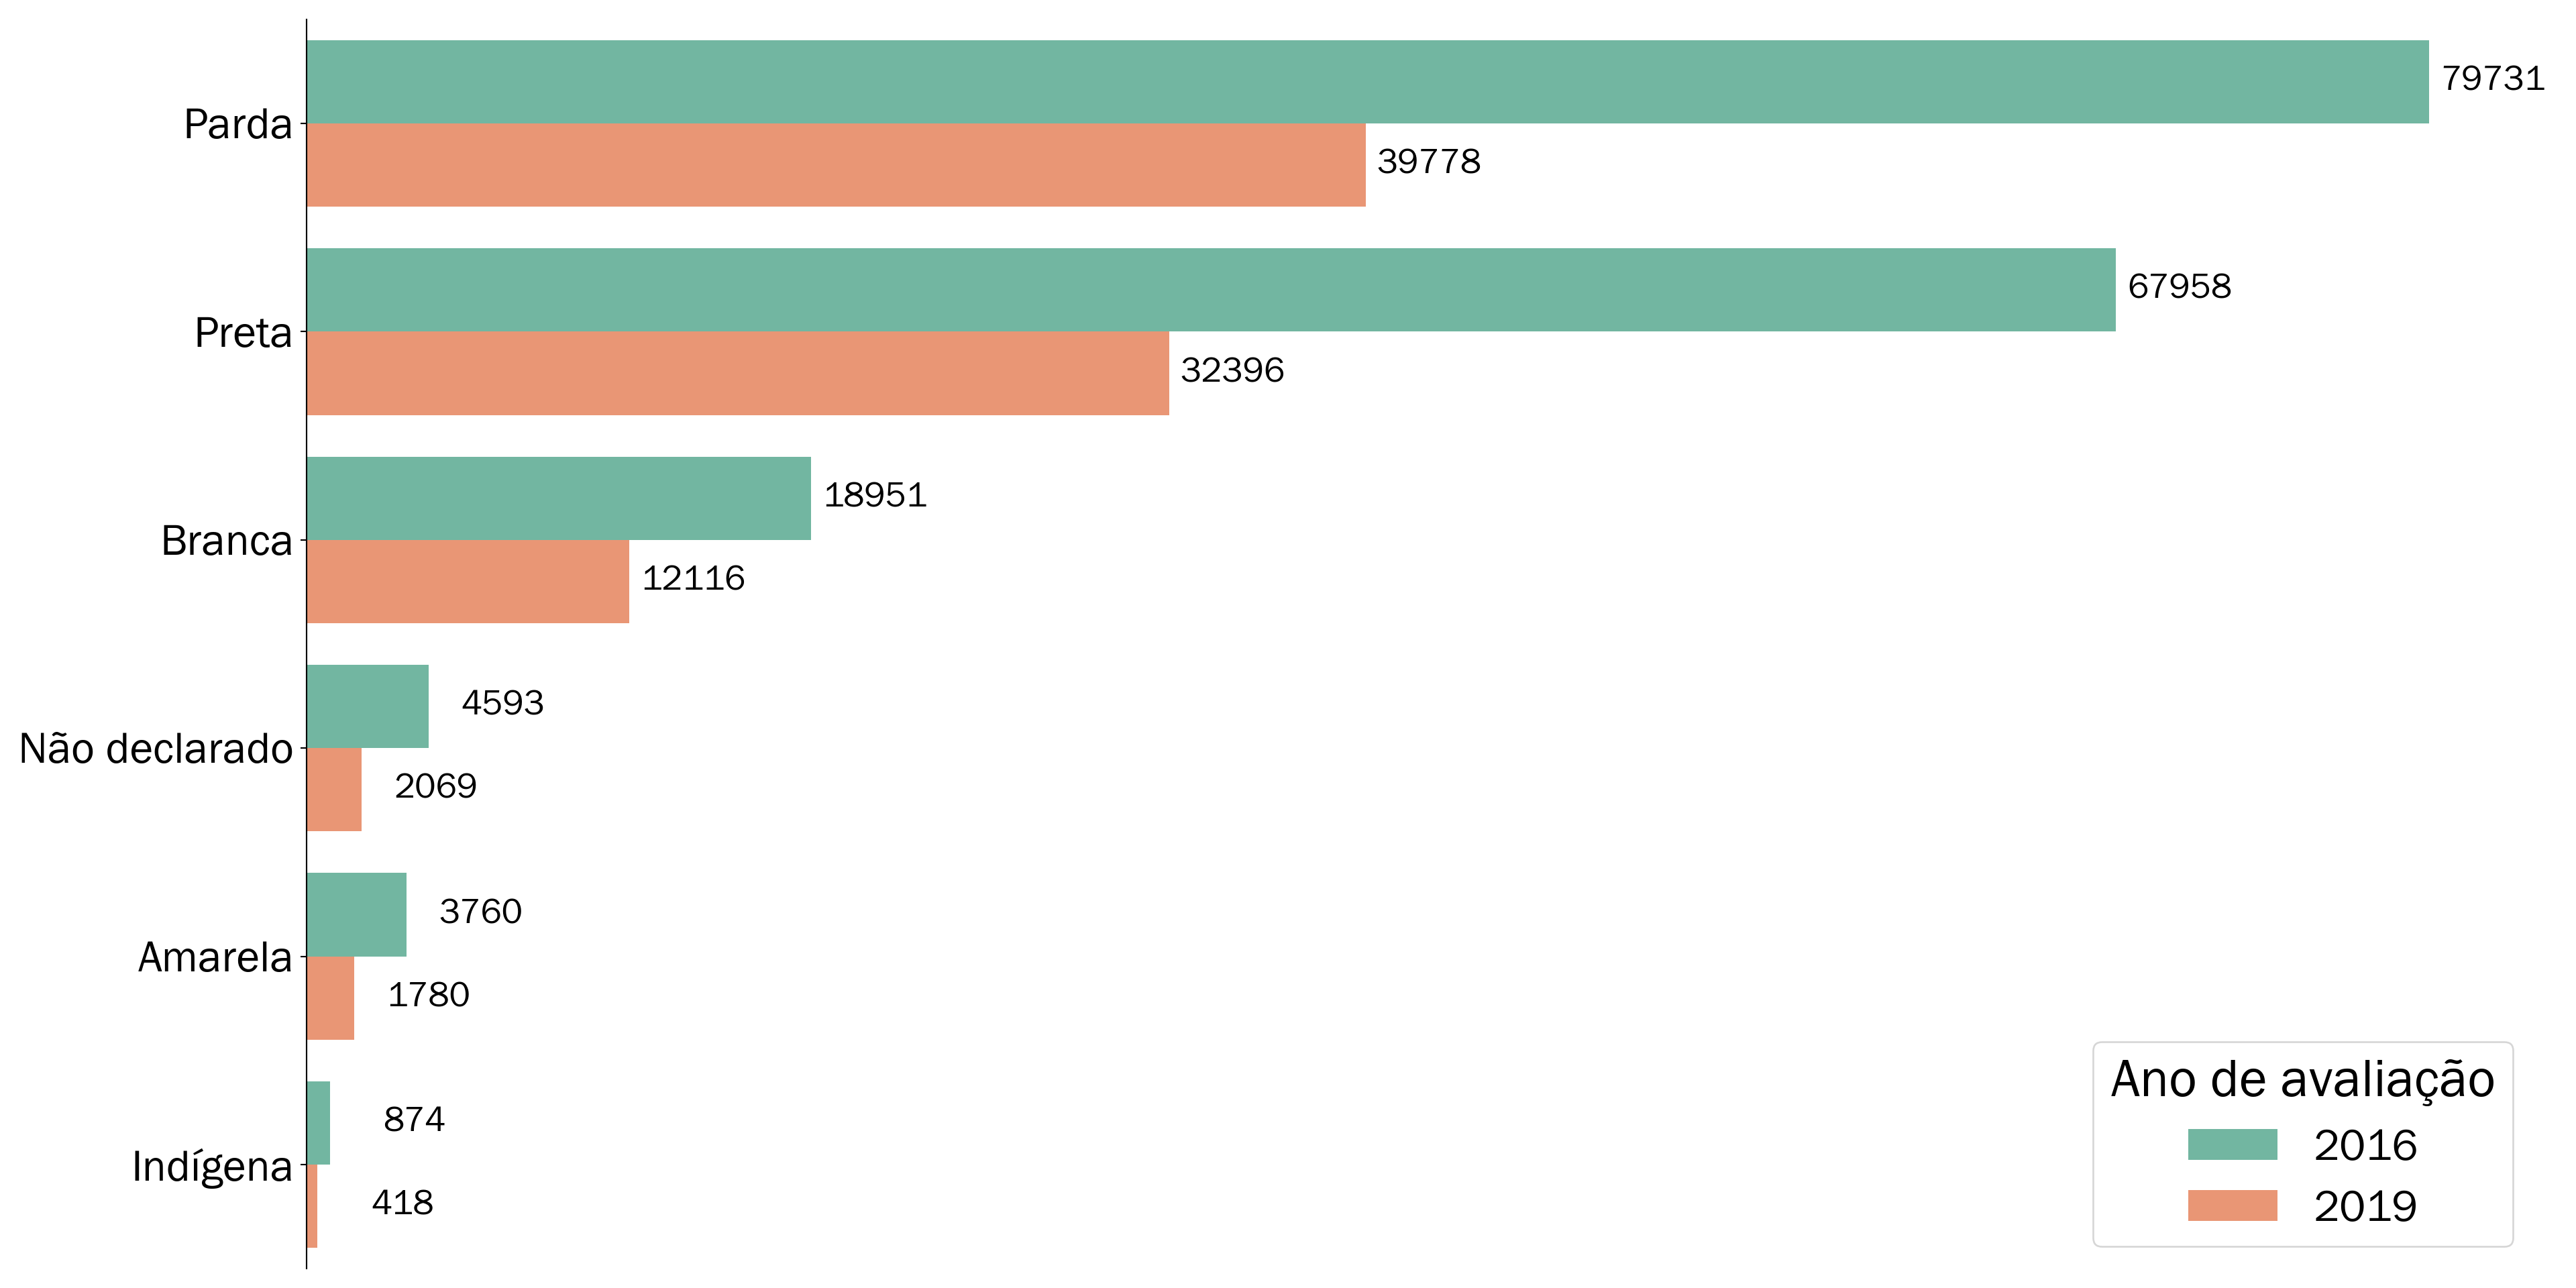 79731
Parda
39778
67958
Preta
32396
18951
Branca
12116
4593
Não declarado
2069
3760
Amarela
1780
874
Indígena
418
Ano de avaliação
2016
2019